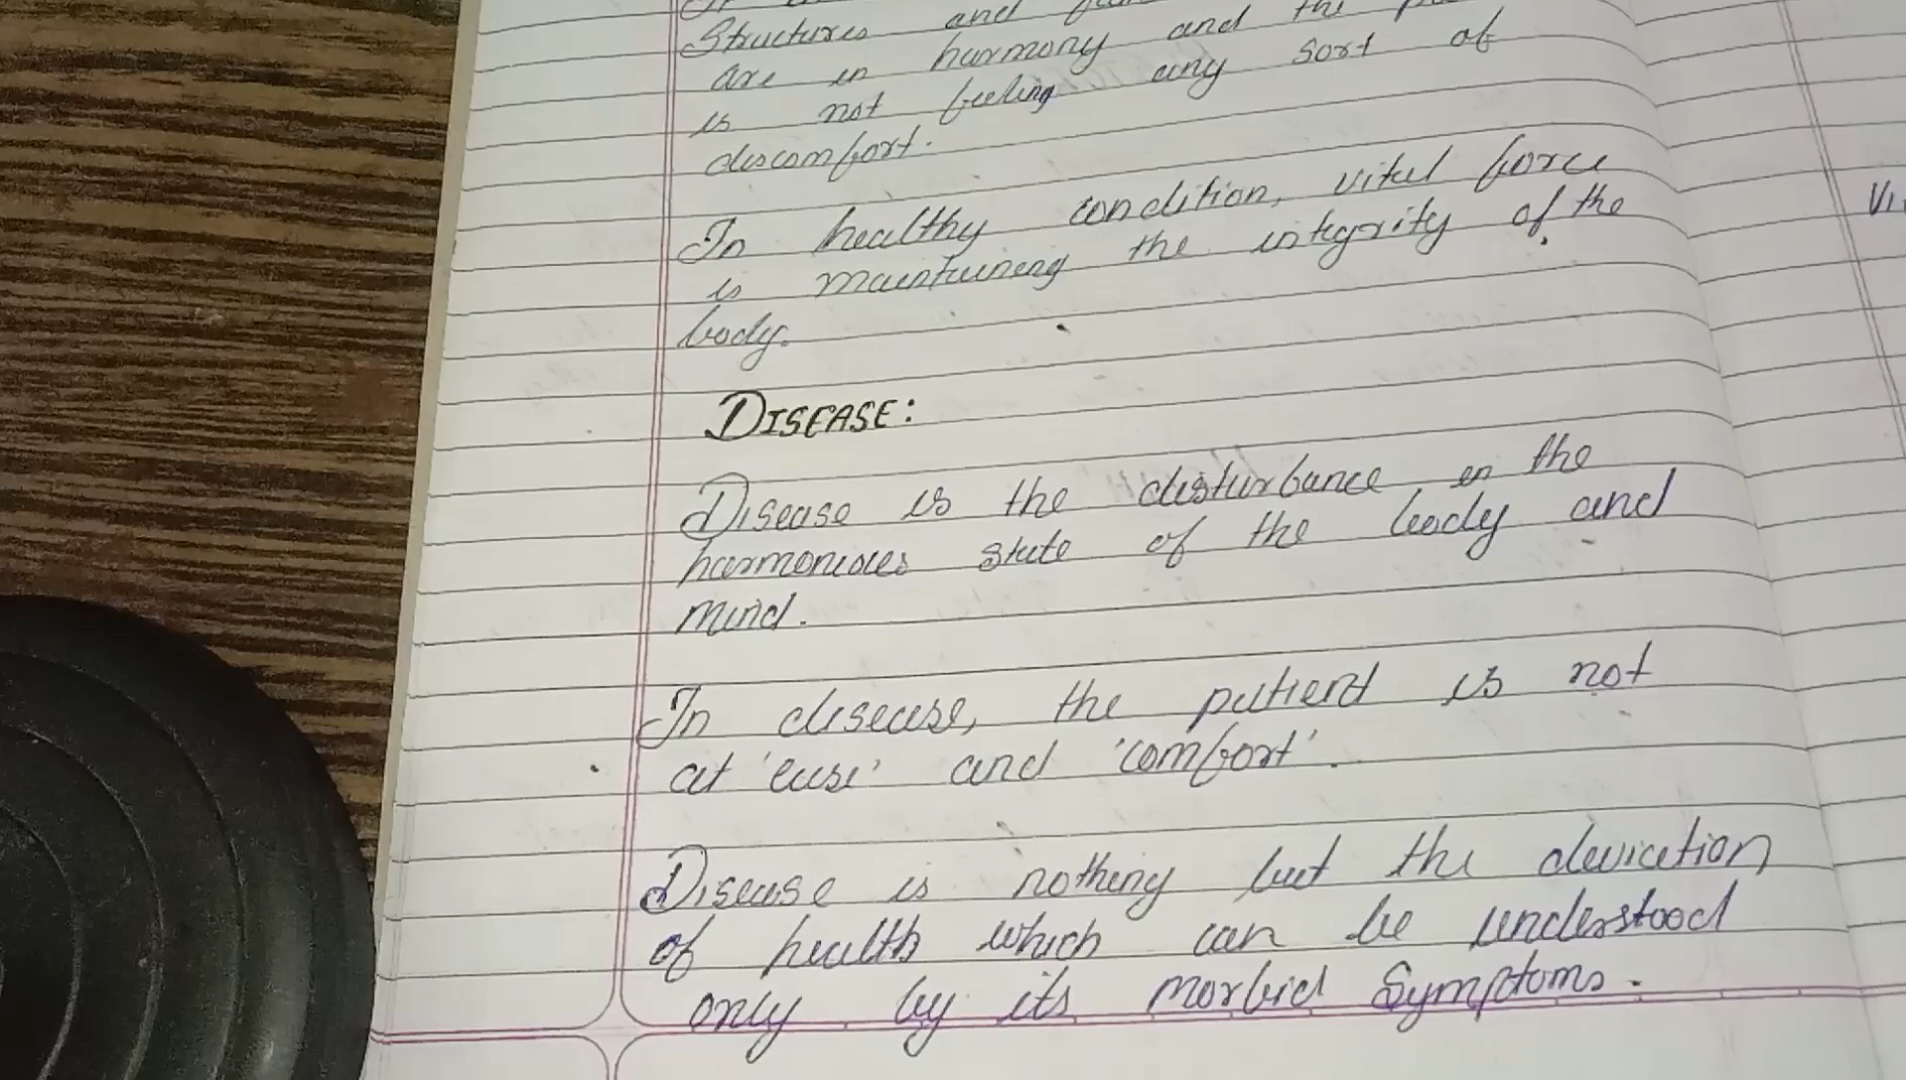 Structures and
are in harmony and the
is not feeling any sort of
discomfort.
In healthy condition, vital force
is maintaining the integrity of the
body.
DISEASE:
Disease is the disturbance in the
harmonious state of the body and
mind.
In disease, the patient is not
at 'ease' and 'comfort'.
Disease is nothing but the deviation
of health which can be understood
only by its morbid symptoms.